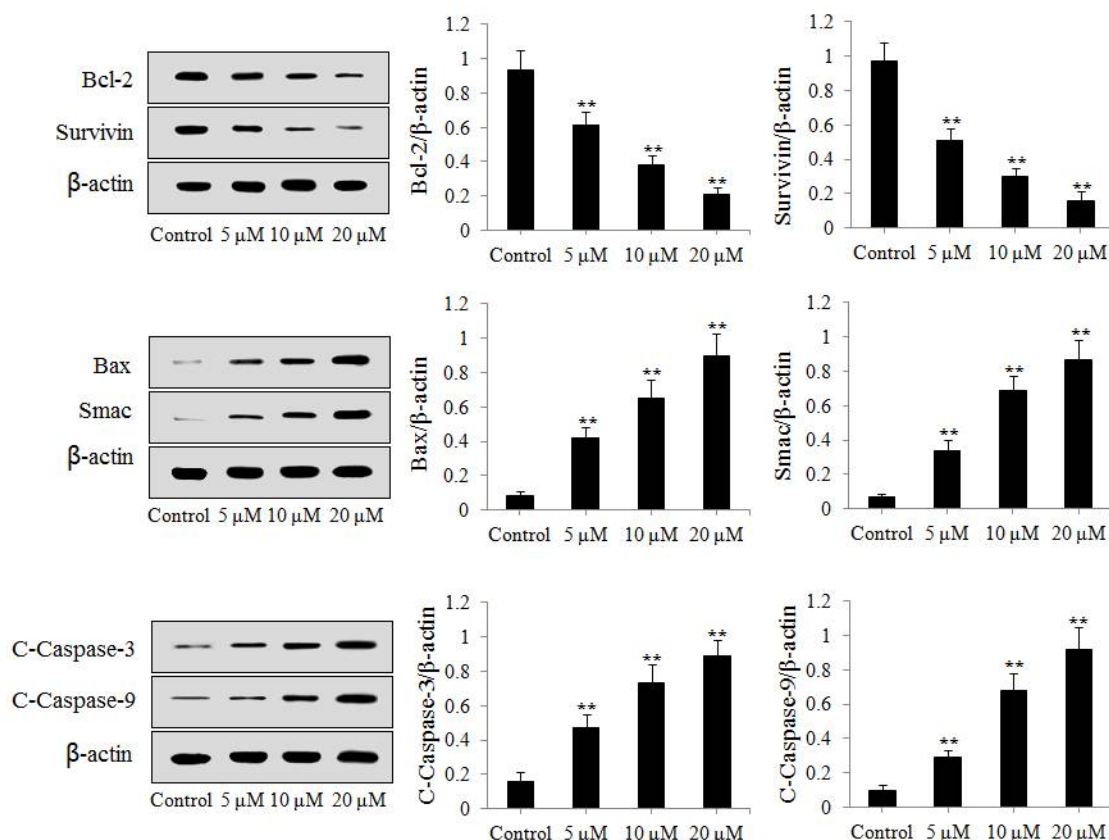 Bcl-2
Survivin
β-actin
Control 5 µM 10 µM 20 µM
Bcl-2/β-actin
1.2
1
0.8
0.6
0.4
0.2
0
**
**
**
Control 5 µM 10 µM 20 µM
Survivin/β-actin
1.2
1
0.8
0.6
0.4
0.2
0
**
**
**
Control 5 µM 10 µM 20 µM
Bax
Smac
β-actin
Control 5 µM 10 µM 20 µM
Bax/β-actin
1.2
1
0.8
0.6
0.4
0.2
0
**
**
**
Control 5 µM 10 µM 20 µM
Smac/β-actin
1.2
1
0.8
0.6
0.4
0.2
0
**
**
**
Control 5 µM 10 µM 20 µM
C-Caspase-3
C-Caspase-9
β-actin
Control 5 µM 10 µM 20 µM
C-Caspase-3/β-actin
1.2
1
0.8
0.6
0.4
0.2
0
**
**
**
Control 5 µM 10 µM 20 µM
C-Caspase-9/β-actin
1.2
1
0.8
0.6
0.4
0.2
0
**
**
**
Control 5 µM 10 µM 20 µM